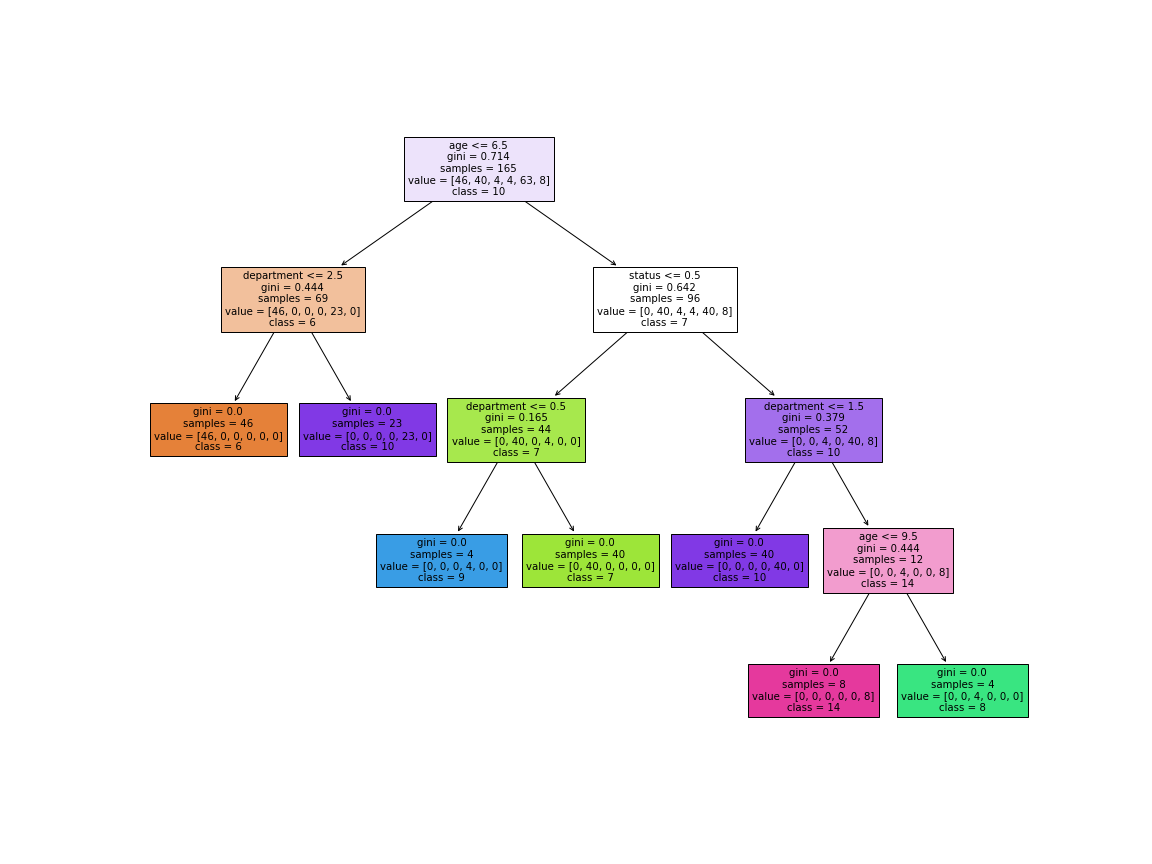 age <= 6.5
gini = 0.714
samples = 165
value = [46, 40, 4, 4, 63, 8]
class = 10
department <= 2.5
gini = 0.444
samples = 69
value = [46, 0, 0, 0, 23, 0]
class = 6
status <= 0.5
gini = 0.642
samples = 96
value = [0, 40, 4, 4, 40, 8]
class = 7
gini = 0.0
samples = 46
value = [46, 0, 0, 0, 0, 0]
class = 6
gini = 0.0
samples = 23
value = [0, 0, 0, 0, 23, 0]
class = 10
department <= 0.5
gini = 0.165
samples = 44
value = [0, 40, 0, 4, 0, 0]
class = 7
department <= 1.5
gini = 0.379
samples = 52
value = [0, 0, 4, 0, 40, 8]
class = 10
gini = 0.0
samples = 4
value = [0, 0, 0, 4, 0, 0]
class = 9
gini = 0.0
samples = 40
value = [0, 40, 0, 0, 0, 0]
class = 7
gini = 0.0
samples = 40
value = [0, 0, 0, 0, 40, 0]
class = 10
age <= 9.5
gini = 0.444
samples = 12
value = [0, 0, 4, 0, 0, 8]
class = 14
gini = 0.0
samples = 8
value = [0, 0, 0, 0, 0, 8]
class = 14
gini = 0.0
samples = 4
value = [0, 0, 4, 0, 0, 0]
class = 8